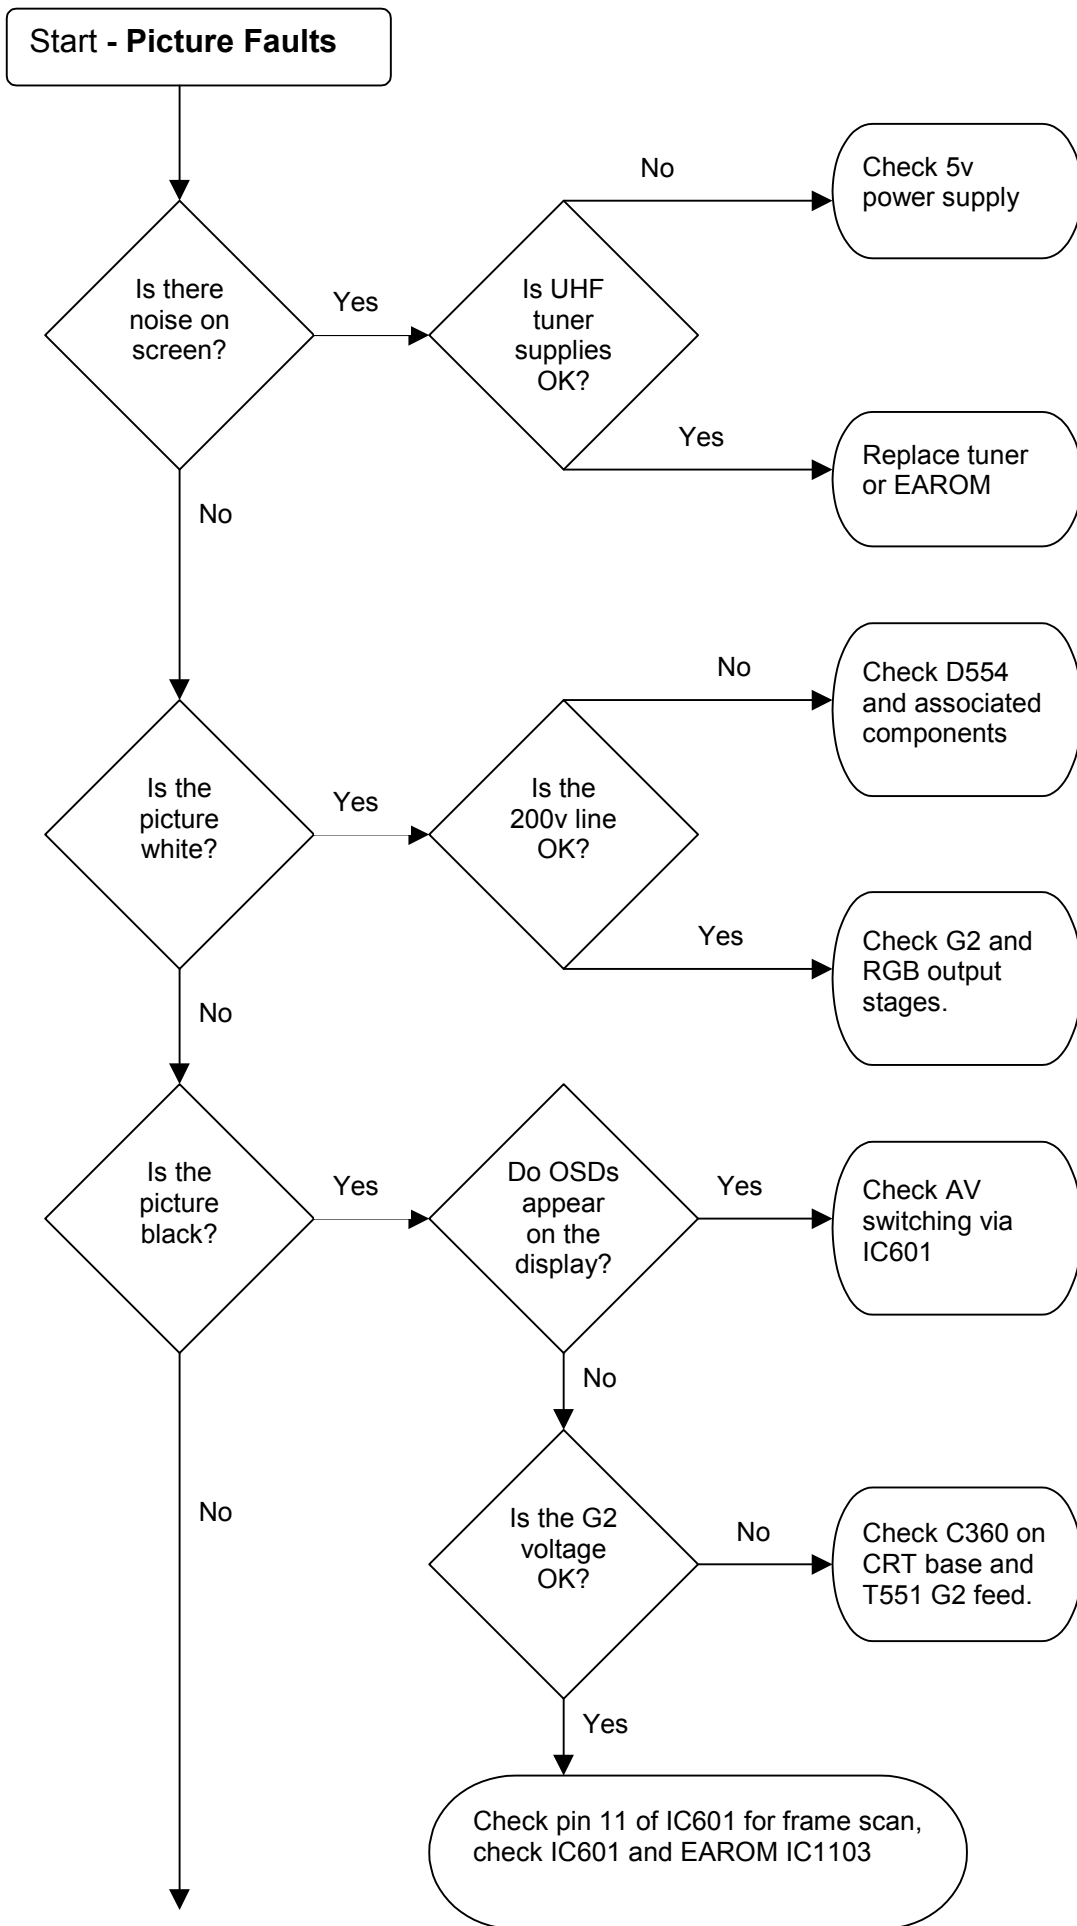 Start - Picture Faults
No
Check 5v
power supply
Is there
noise on
screen?
Yes
Is UHF
tuner
supplies
OK?
Yes
Replace tuner
or EAROM
No
No
Check D554
and associated
components
Is the
picture
white?
Yes
Is the
200v line
OK?
Yes
Check G2 and
RGB output
stages.
No
Is the
picture
black?
Yes
Do OSDs
appear
on the
display?
Yes
Check AV
switching via
IC601
No
No
Is the G2
voltage
OK?
No
Check C360 on
CRT base and
T551 G2 feed.
Yes
Check pin 11 of IC601 for frame scan,
check IC601 and EAROM IC1103